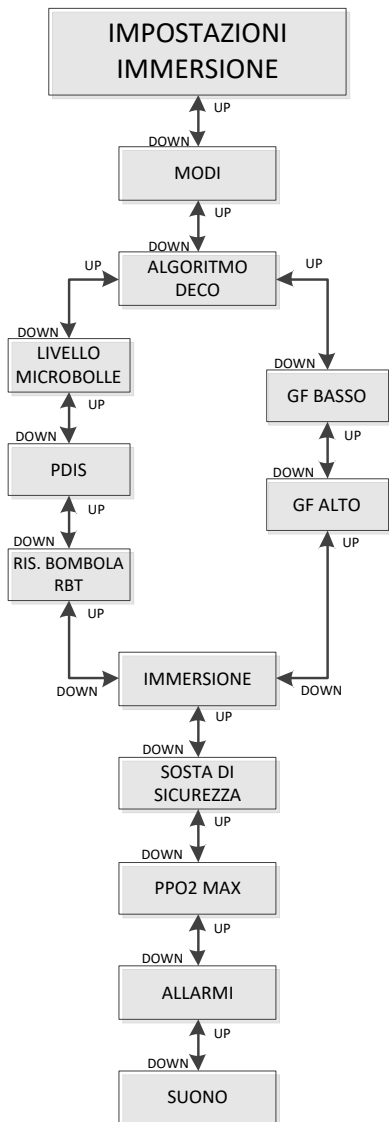 IMPOSTAZIONI
IMMERSIONE
UP
DOWN
MODI
UP
DOWN
ALGORITMO
DECO
UP
UP
DOWN
LIVELLO
MICROBOLLE
DOWN
GF BASSO
UP
DOWN
PDIS
UP
DOWN
GF ALTO
UP
DOWN
RIS. BOMBOLA
RBT
UP
UP
DOWN
IMMERSIONE
DOWN
UP
DOWN
SOSTA DI
SICUREZZA
UP
DOWN
PPO2 MAX
UP
DOWN
ALLARMI
UP
DOWN
SUONO